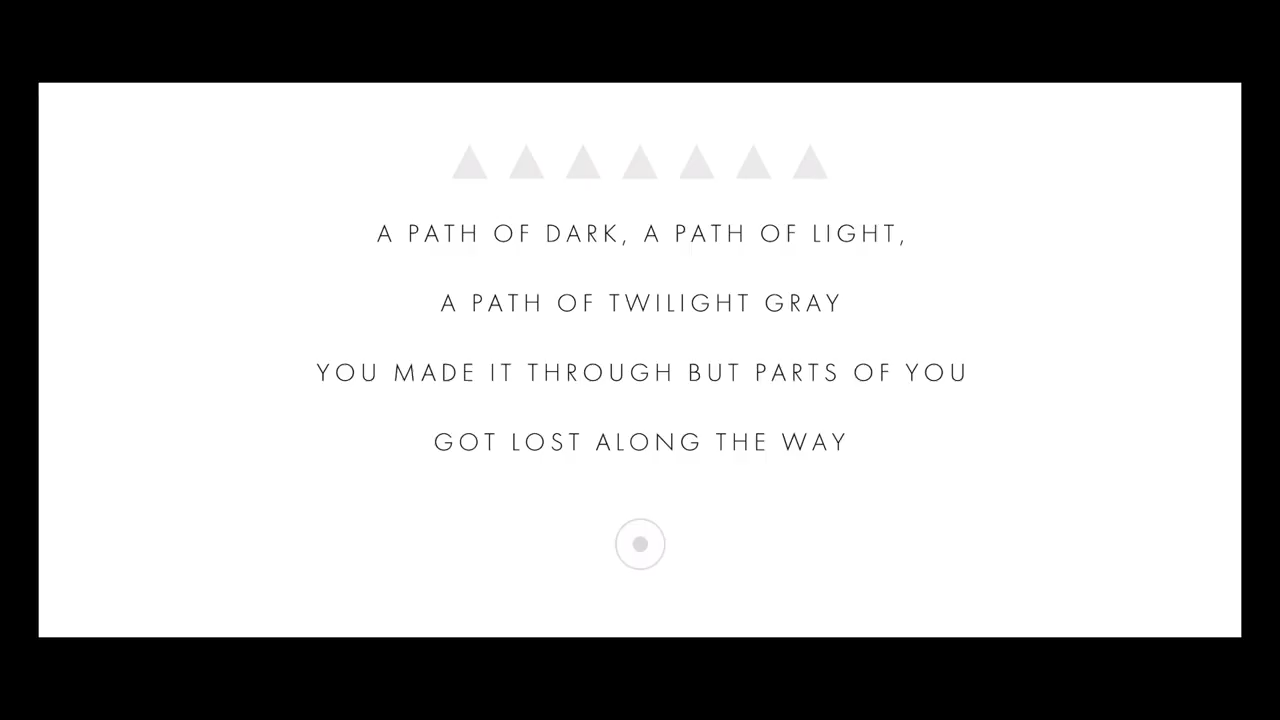 A PATH OF DARK, A PATH OF LIGHT,
A PATH OF TWILIGHT GRAY
YOU MADE IT THROUGH BUT PARTS OF YOU
GOT LOST ALONG THE WAY